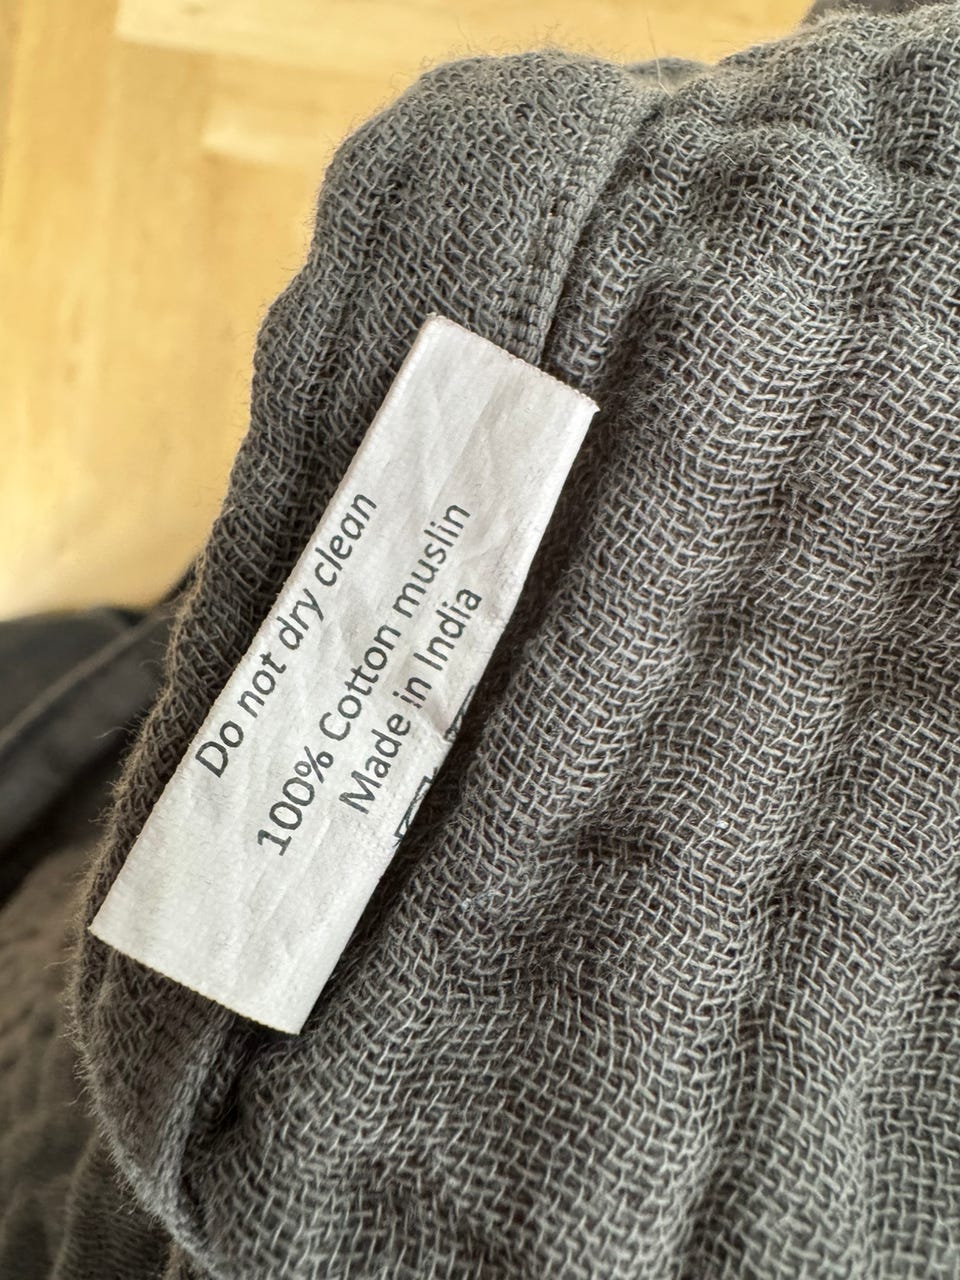 Do not dry clean
100% Cotton muslin
Made in India